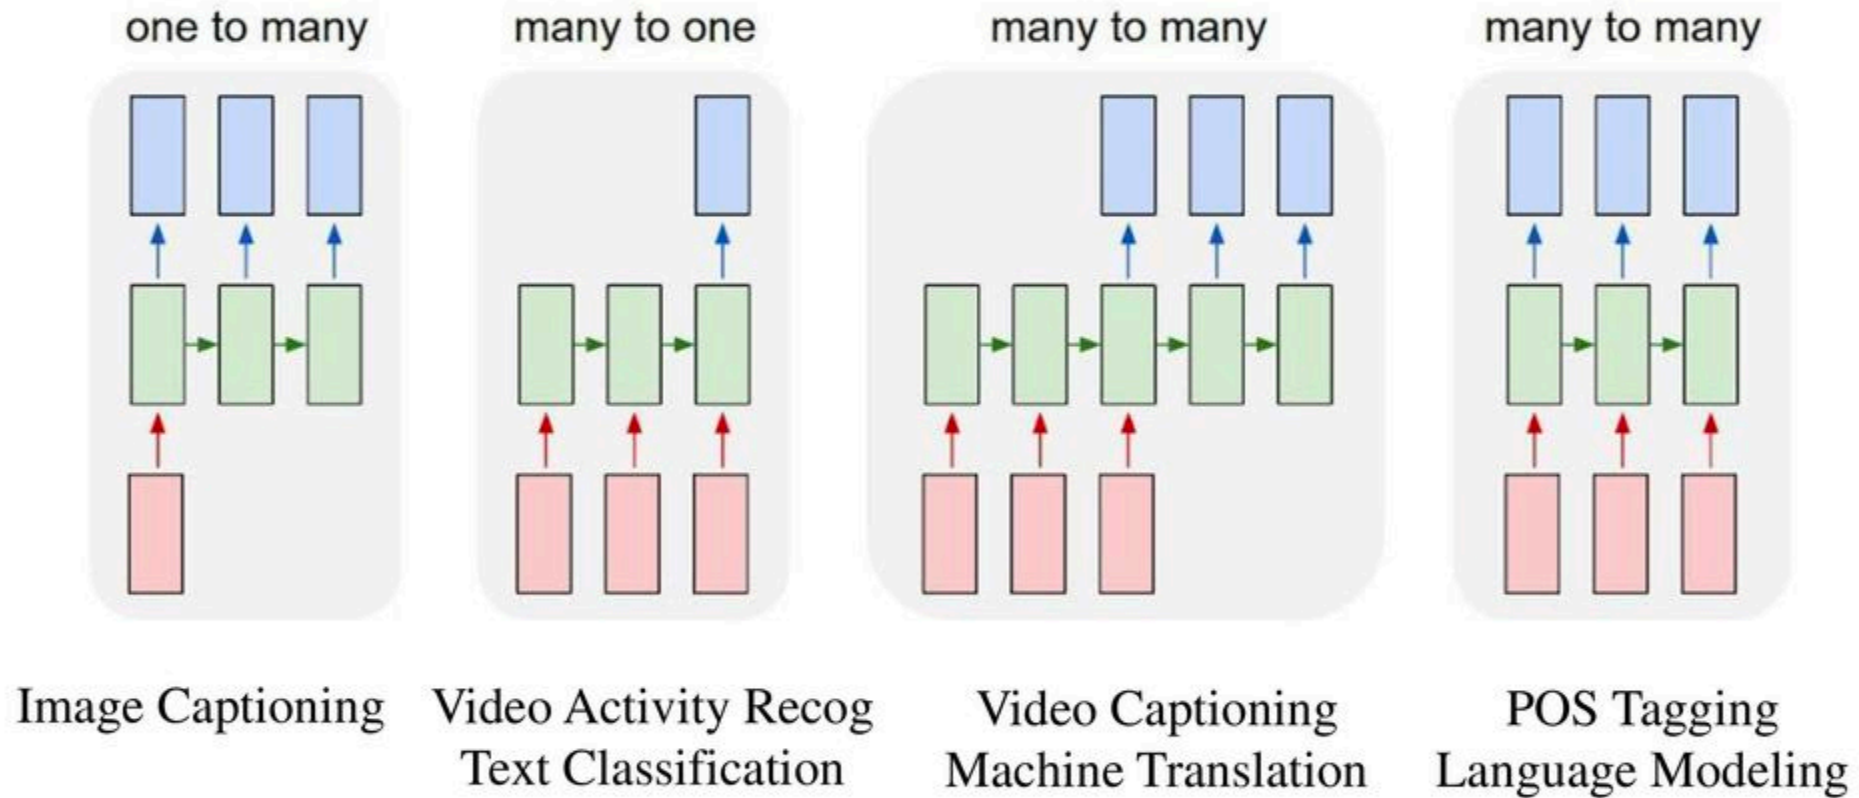 one to many
many to one
many to many
many to many
Image Captioning
Video Activity Recog
Text Classification
Video Captioning
Machine Translation
POS Tagging
Language Modeling